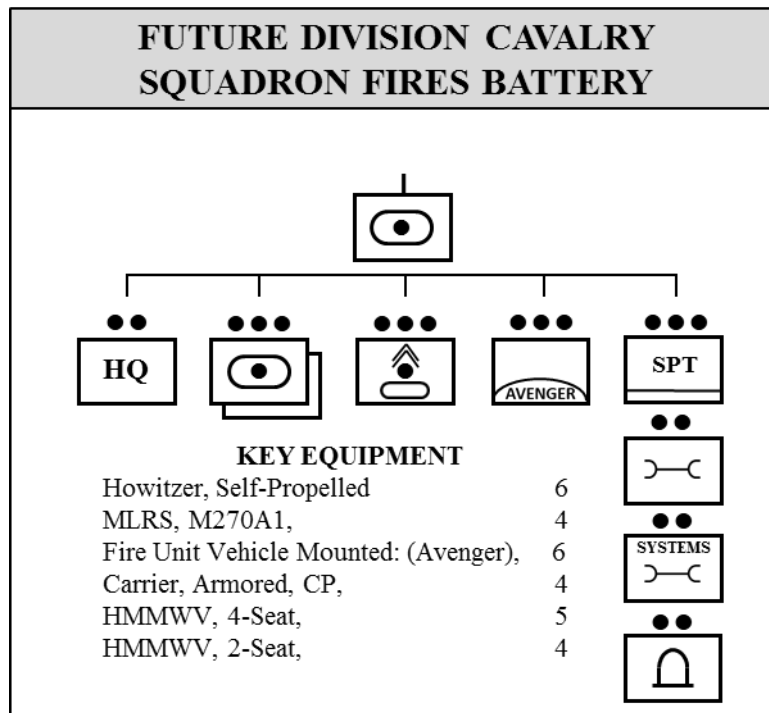 FUTURE DIVISION CAVALRY
SQUADRON FIRES BATTERY
HQ
AVENGER
SPT
SYSTEMS
KEY EQUIPMENT
Howitzer, Self-Propelled 6
MLRS, M270A1, 4
Fire Unit Vehicle Mounted: (Avenger), 6
Carrier, Armored, CP, 4
HMMWV, 4-Seat, 5
HMMWV, 2-Seat, 4